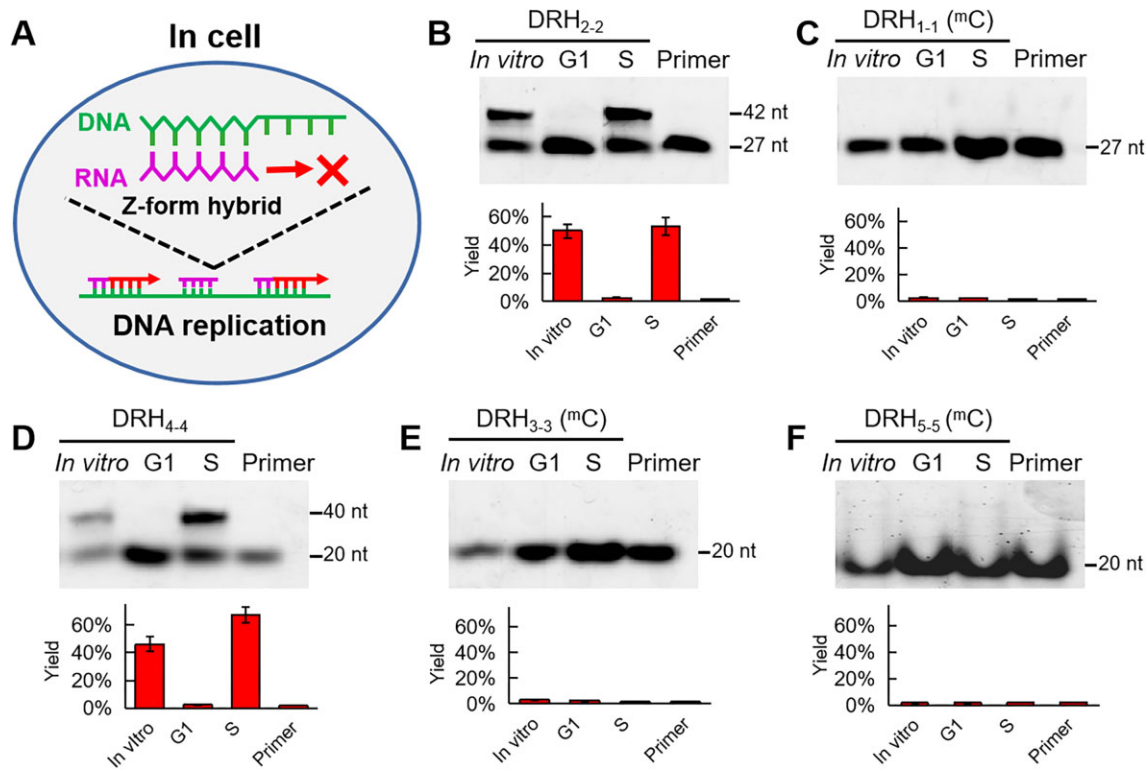 A
In cell
DNA
RNA
Z-form hybrid
DNA replication
B
DRH2-2
In vitro G1 S Primer
42 nt
27 nt
Yield
60%
40%
20%
0%
In vitro
G1
S
Primer
C
DRH1-1 (mC)
In vitro G1 S Primer
27 nt
Yield
60%
40%
20%
0%
In vitro
G1
S
Primer
D
DRH4-4
In vitro G1 S Primer
40 nt
20 nt
Yield
60%
40%
20%
0%
In vitro
G1
S
Primer
E
DRH3-3 (mC)
In vitro G1 S Primer
20 nt
Yield
60%
40%
20%
0%
In vitro
G1
S
Primer
F
DRH5-5 (mC)
In vitro G1 S Primer
20 nt
Yield
60%
40%
20%
0%
In vitro
G1
S
Primer